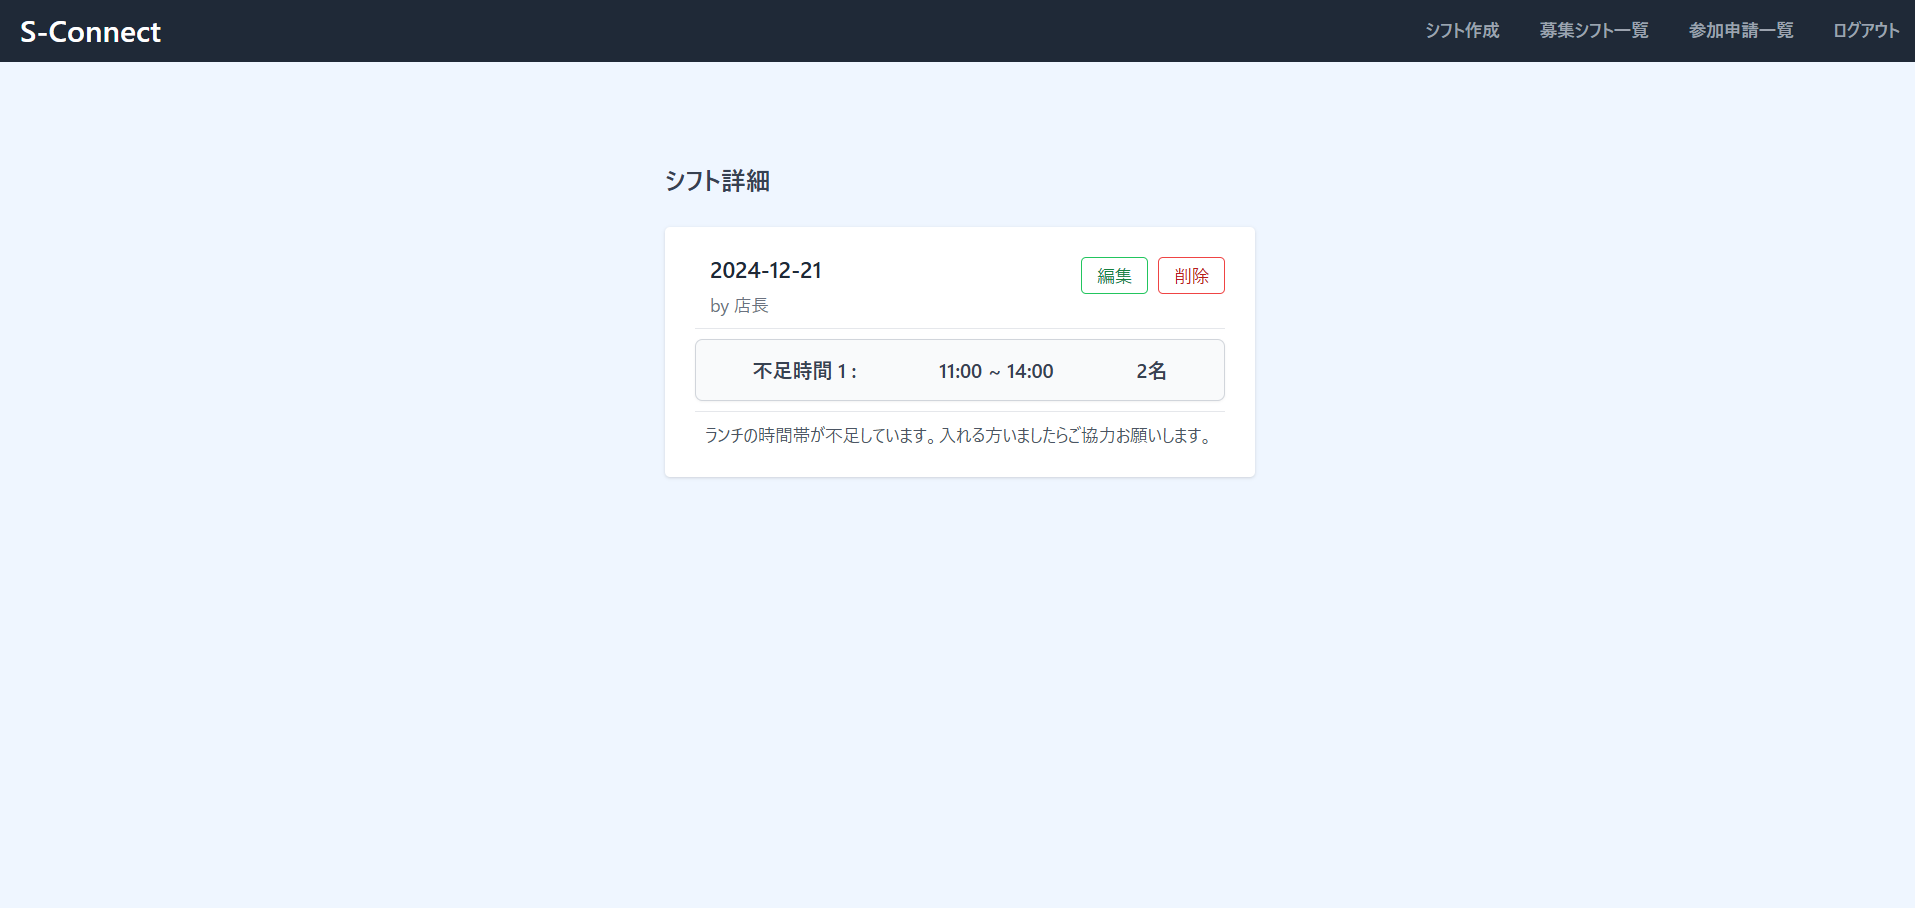 S-Connect シフト作成 募集シフト一覧 参加申請一覧 ログアウト
シフト詳細
2024-12-21 編集 削除
by 店長
不足時間 1 : 11:00 ~ 14:00 2名
ランチの時間帯が不足しています。入れる方いましたらご協力お願いします。